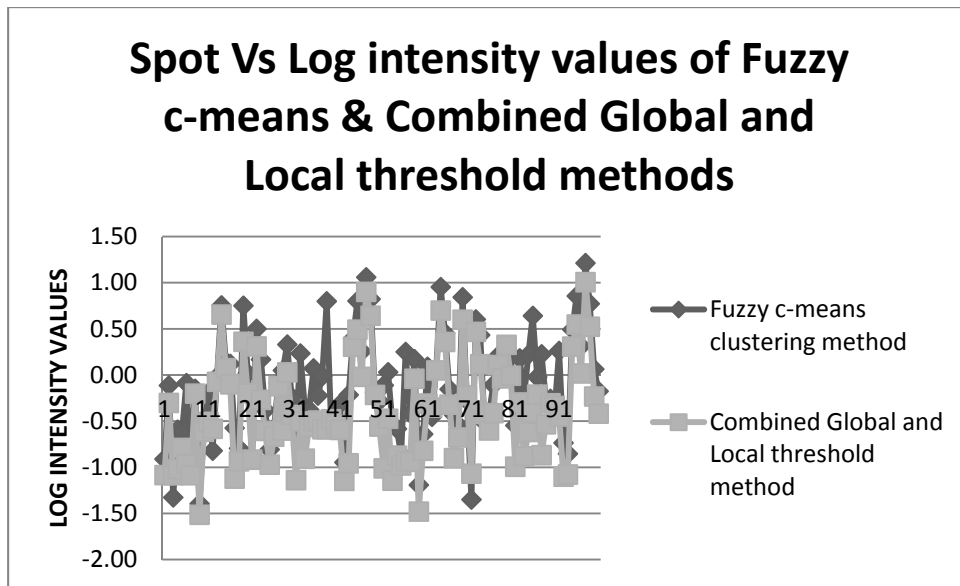 Spot Vs Log intensity values of Fuzzy
c-means & Combined Global and
Local threshold methods
LOG INTENSITY VALUES
1.50
1.00
0.50
0.00
-0.50
-1.00
-1.50
-2.00
1 11 21 31 41 51 61 71 81 91
Fuzzy c-means
clustering method
Combined Global and
Local threshold
method